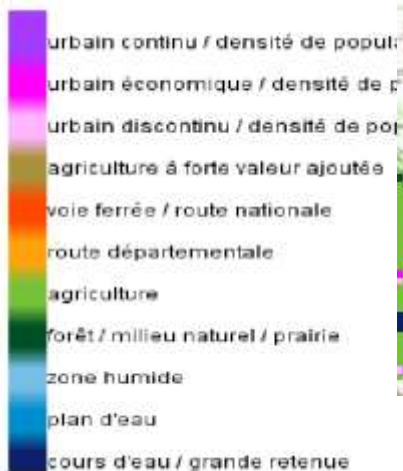 urbain continu / densité de popul
urbain économique / densité de p
urbain discontinu / densité de pop
agriculture á forte valeur ajoutée
voie ferrée / route nationale
route départementale
agriculture
forêt / milieu naturel / prairie
zone humide
plan d'eau
cours d'eau / grande retenue